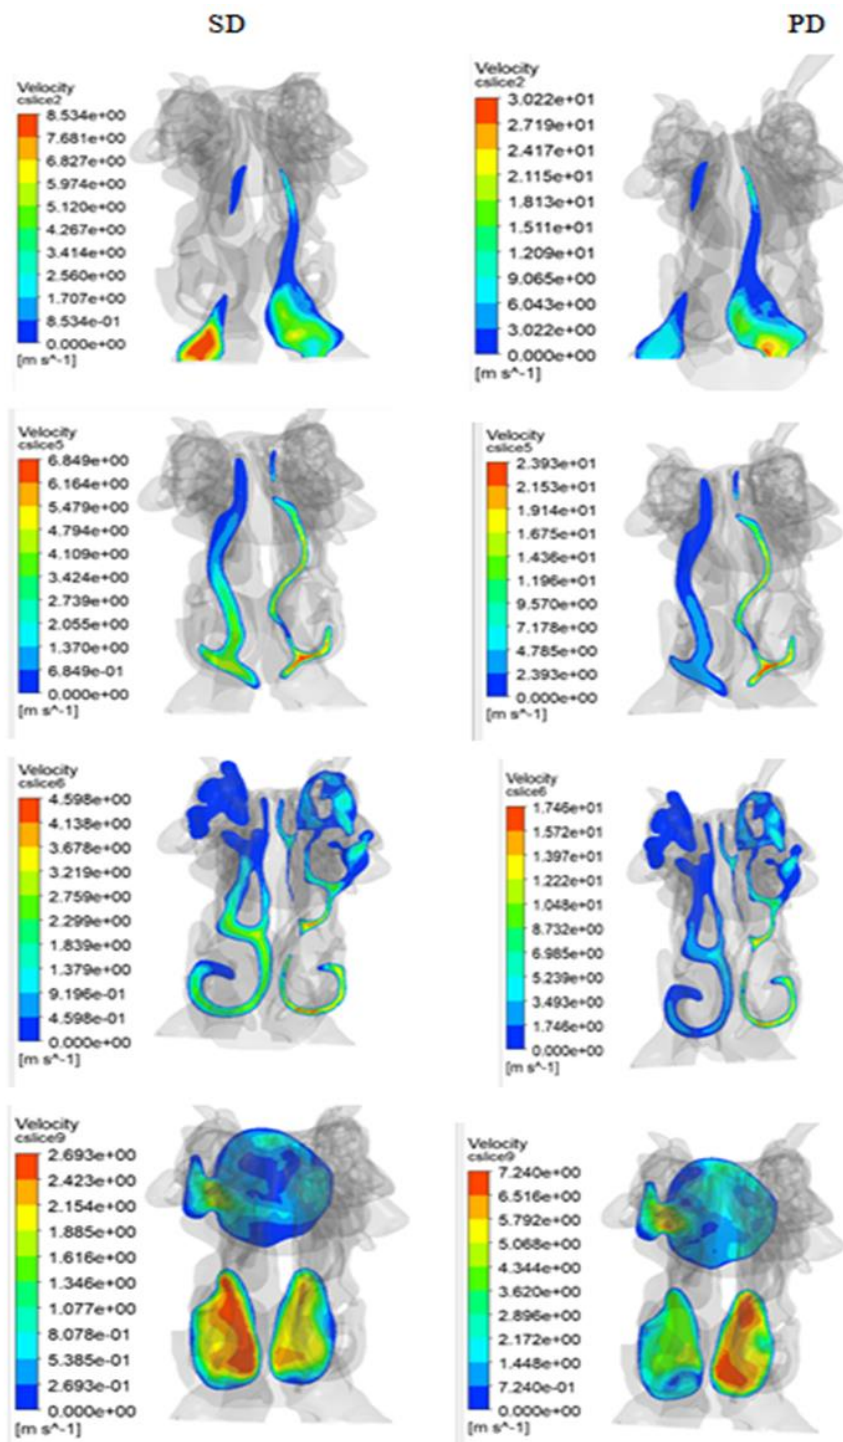 SD
PD
Velocity
cslice2
8.534e+00
7.681e+00
6.827e+00
5.974e+00
5.120e+00
4.267e+00
3.414e+00
2.560e+00
1.707e+00
8.534e-01
0.000e+00
[m s^-1]
Velocity
cslice2
3.022e+01
2.719e+01
2.417e+01
2.115e+01
1.813e+01
1.511e+01
1.209e+01
9.065e+00
6.043e+00
3.022e+00
0.000e+00
[m s^-1]
Velocity
cslice5
6.849e+00
6.164e+00
5.479e+00
4.794e+00
4.109e+00
3.424e+00
2.739e+00
2.055e+00
1.370e+00
6.849e-01
0.000e+00
[m s^-1]
Velocity
cslice5
2.393e+01
2.153e+01
1.914e+01
1.675e+01
1.436e+01
1.196e+01
9.570e+00
7.178e+00
4.785e+00
2.393e+00
0.000e+00
[m s^-1]
Velocity
cslice6
4.598e+00
4.138e+00
3.678e+00
3.219e+00
2.759e+00
2.299e+00
1.839e+00
1.379e+00
9.196e-01
4.598e-01
0.000e+00
[m s^-1]
Velocity
cslice6
1.746e+01
1.572e+01
1.397e+01
1.222e+01
1.048e+01
8.732e+00
6.985e+00
5.239e+00
3.493e+00
1.746e+00
0.000e+00
[m s^-1]
Velocity
cslice9
2.693e+00
2.423e+00
2.154e+00
1.885e+00
1.616e+00
1.346e+00
1.077e+00
8.078e-01
5.385e-01
2.693e-01
0.000e+00
[m s^-1]
Velocity
cslice9
7.240e+00
6.516e+00
5.792e+00
5.068e+00
4.344e+00
3.620e+00
2.896e+00
2.172e+00
1.448e+00
7.240e-01
0.000e+00
[m s^-1]